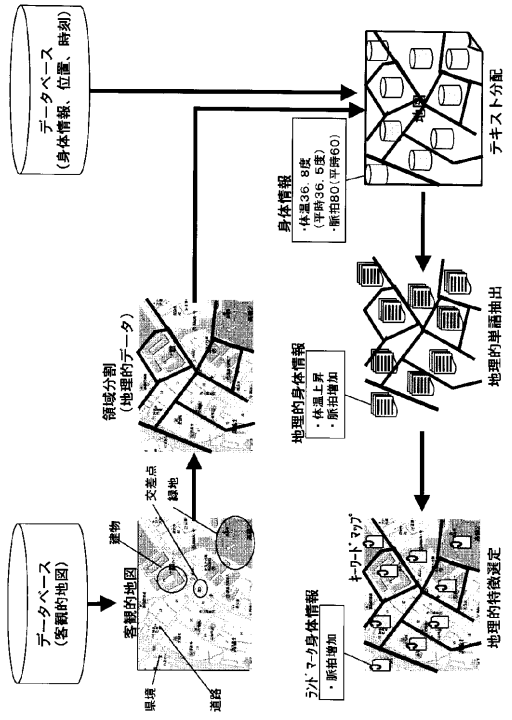 データベース
(客観的地図)
客観的地図
県境
道路
建物
交差点
緑地
領域分割
(地理的データ)
データベース
(身体情報、位置、時刻)
ランドマーク身体情報
・脈拍増加
キーワードマップ
地理的特徴選定
地理的身体情報
・体温上昇
・脈拍増加
地理的単語抽出
身体情報
・体温36.8度
(平時36.5度)
・脈拍80(平時60)
地図
テキスト分配